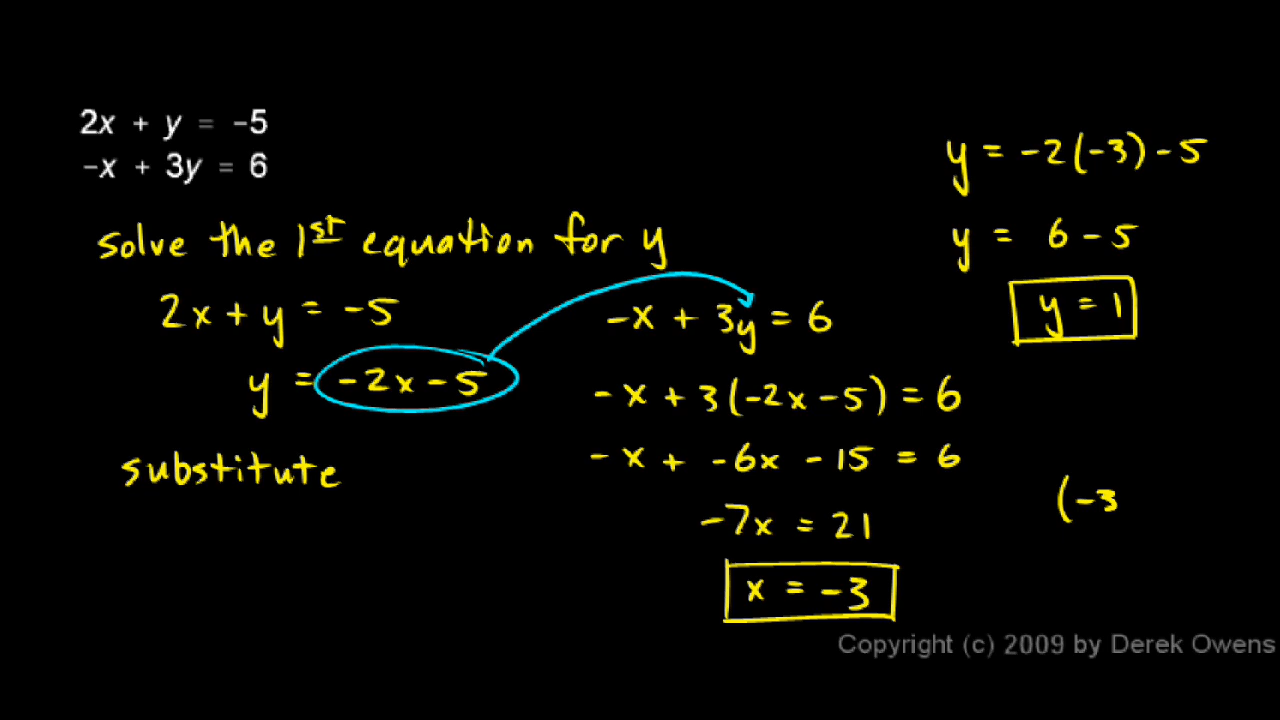 2x + y = -5
-x + 3y = 6
solve the 1st equation for y
2x + y = -5
y = -2x - 5
substitute
-x + 3y = 6
-x + 3(-2x - 5) = 6
-x + -6x - 15 = 6
-7x = 21
x = -3
y = -2(-3) - 5
y = 6 - 5
y = 1
(-3
Copyright (c) 2009 by Derek Owens